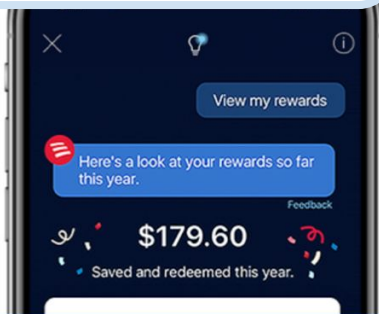 View my rewards
Here's a look at your rewards so far
this year.
Feedback
$179.60
Saved and redeemed this year.